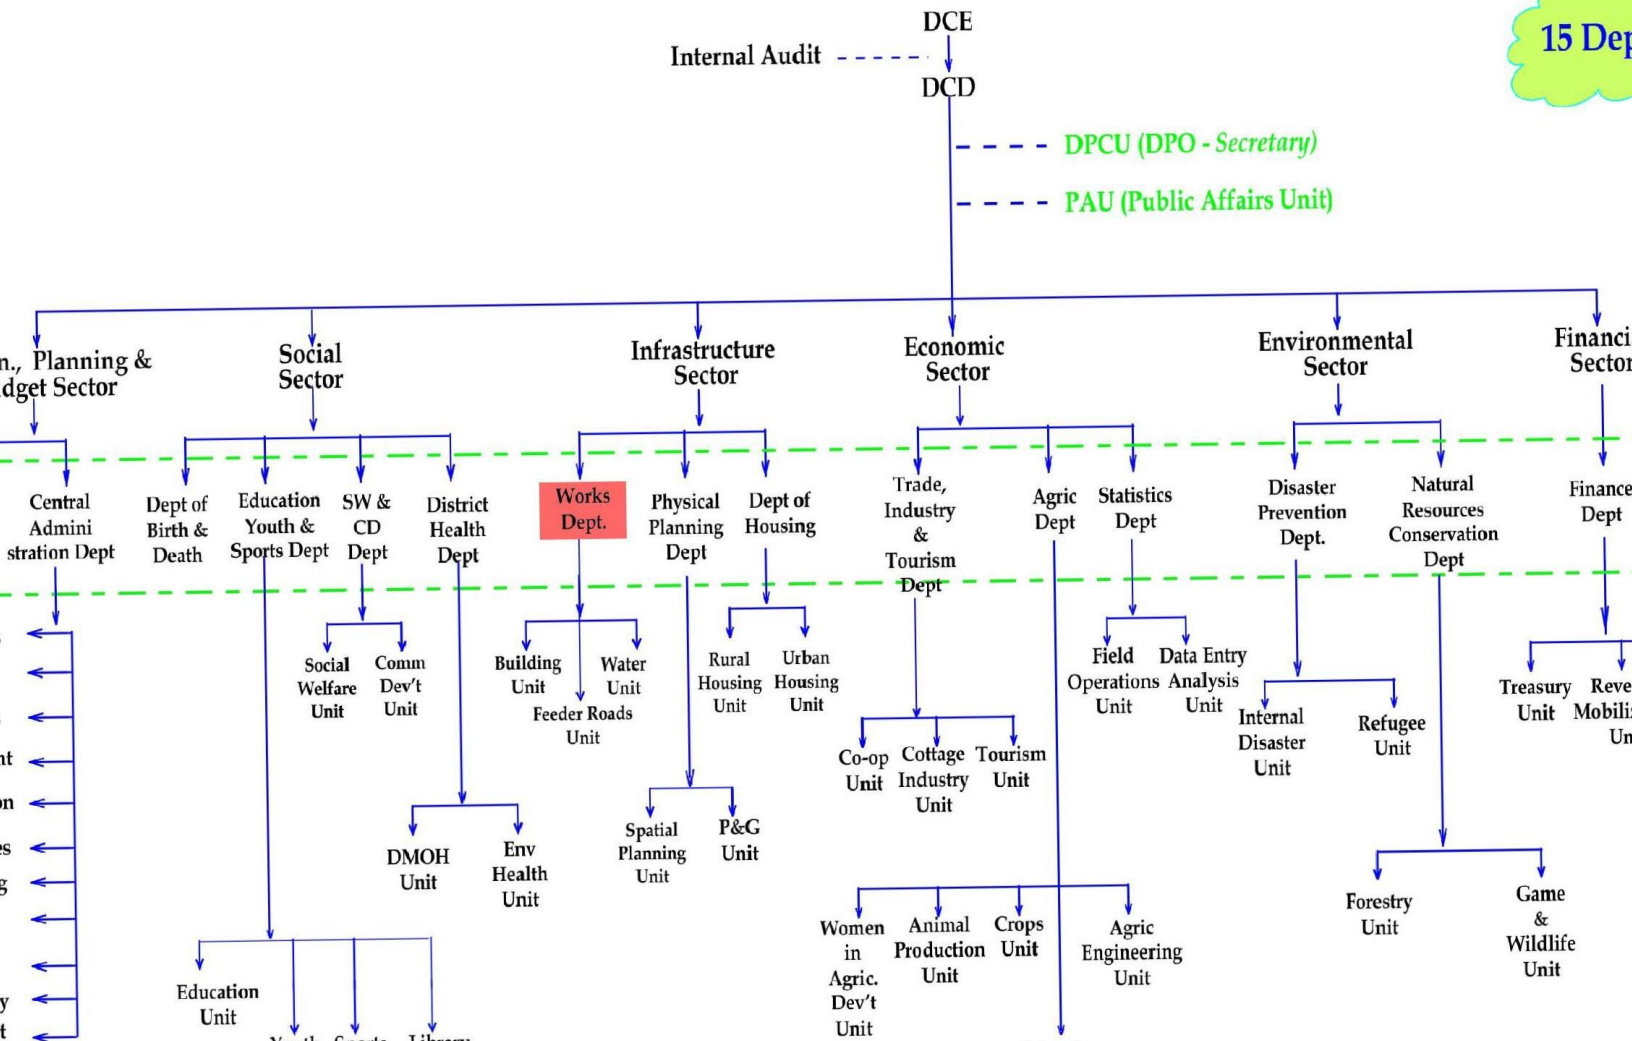 DCE
15
Internal Audit
DCD
DPCU (DPO - Secretary)
PAU (Public Affairs Unit)
Planning &
Sector
Social
Sector
Infrastructure
Sector
Economic
Sector
Environmental
Sector
Sector
Central
Admini
stration Dept
Dept of
Birth &
Death
Education
Youth &
Sports Dept
SW &
CD
Dept
District
Health
Dept
Works
Dept.
Physical
Planning
Dept
Dept of
Housing
Trade,
Industry
&
Tourism
Dept
Agric
Dept
Statistics
Dept
Disaster
Prevention
Dept.
Natural
Resources
Conservation
Dept
Finance
Dept
Social
Welfare
Unit
Comm
Dev't
Unit
Building
Unit
Water
Unit
Feeder Roads
Unit
Rural
Housing
Unit
Urban
Housing
Unit
Field
Operations
Unit
Data Entry
Analysis
Unit
Internal
Disaster
Unit
Refugee
Unit
Treasury
Unit
Co-op
Unit
Cottage
Industry
Unit
Tourism
Unit
DMOH
Unit
Env
Health
Unit
Spatial
Planning
Unit
P&G
Unit
Women
in
Agric.
Dev't
Unit
Animal
Production
Unit
Crops
Unit
Agric
Engineering
Unit
Forestry
Unit
Game
&
Wildlife
Unit
Education
Unit